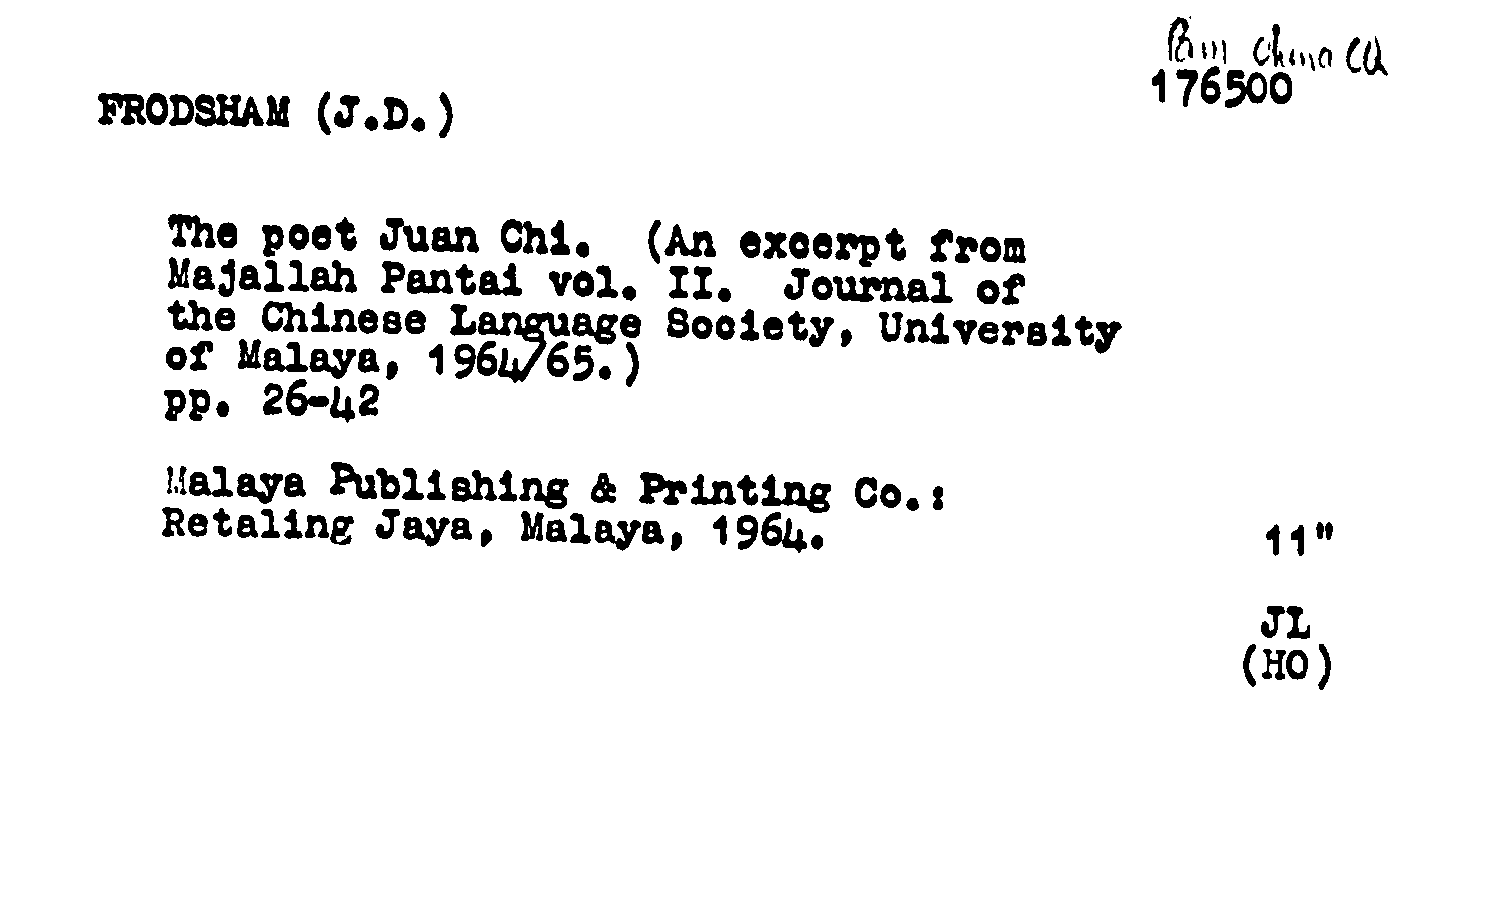 Pam China CQ
176500
FRODSHAM (J.D.)
The poet Juan Chi. (An excerpt from
Majallah Pantai vol. II. Journal of
the Chinese Language Society, University
of Malaya, 1964/65.)
pp. 26-42
Malaya Publishing & Printing Co.:
Retaling Jaya, Malaya, 1964.
11"
JL
(HO)